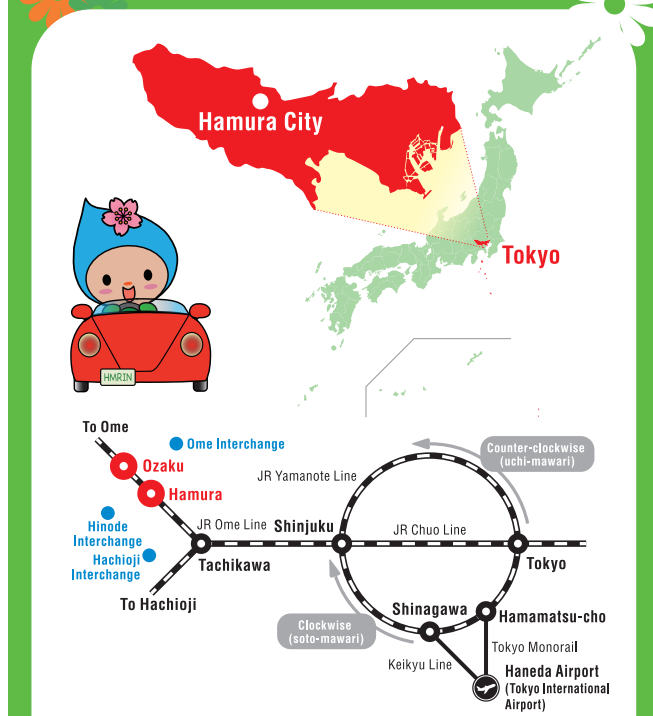 Hamura City
Tokyo
HMRIN
To Ome
Ome Interchange
Counter-clockwise
(uchi-mawari)
Ozaku
JR Yamanote Line
Hamura
Hinode
Interchange
JR Ome Line
Shinjuku
JR Chuo Line
Hachioji
Interchange
Tachikawa
Tokyo
To Hachioji
Shinagawa
Hamamatsu-cho
Clockwise
(soto-mawari)
Tokyo Monorail
Keikyu Line
Haneda Airport
(Tokyo International
Airport)